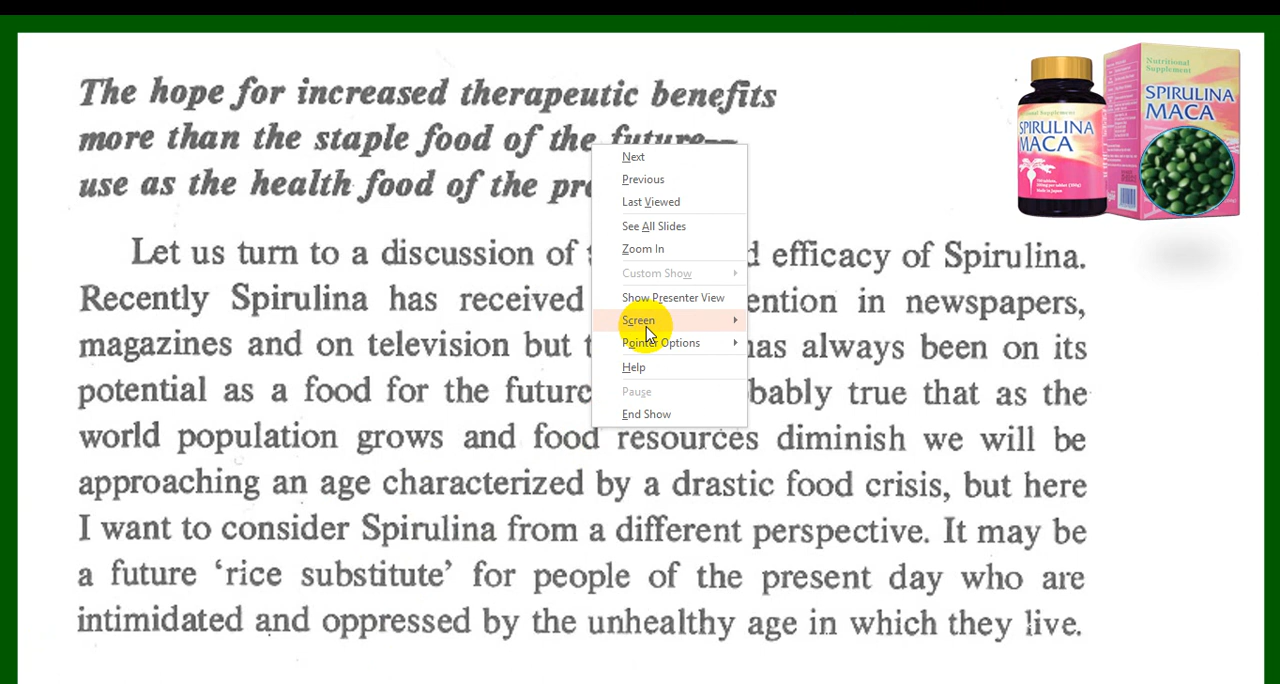 The hope for increased therapeutic benefits
more than the staple food of the future—
use as the health food of the
Let us turn to a discussion of efficacy of Spirulina.
Recently Spirulina has received in newspapers,
magazines and on television but has always been on its
potential as a food for the future true that as the
world population grows and food resources diminish we will be
approaching an age characterized by a drastic food crisis, but here
I want to consider Spirulina from a different perspective. It may be
a future ‘rice substitute’ for people of the present day who are
intimidated and oppressed by the unhealthy age in which they live.
Next
Previous
Last Viewed
See All Slides
Zoom In
Custom Show
Show Presenter View
Screen
Pointer Options
Help
Pause
End Show
Nutritional Supplement
SPIRULINA
MACA
Nutritional
Supplement
SPIRULINA
MACA